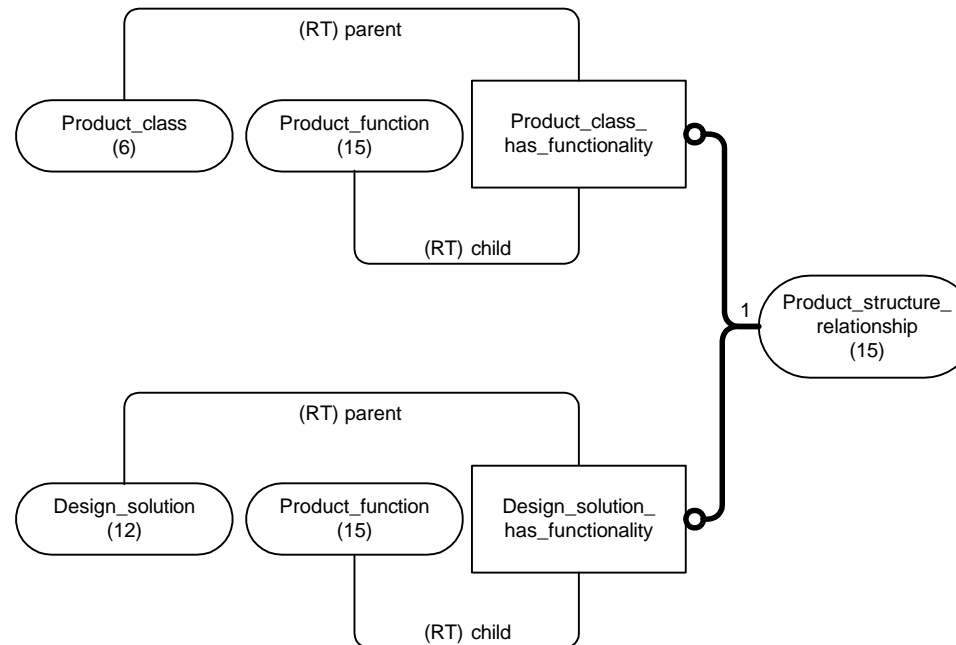 (RT) parent
Product_class
(6)
Product_function
(15)
Product_class_
has_functionality
(RT) child
1
Product_structure_
relationship
(15)
(RT) parent
Design_solution
(12)
Product_function
(15)
Design_solution_
has_functionality
(RT) child